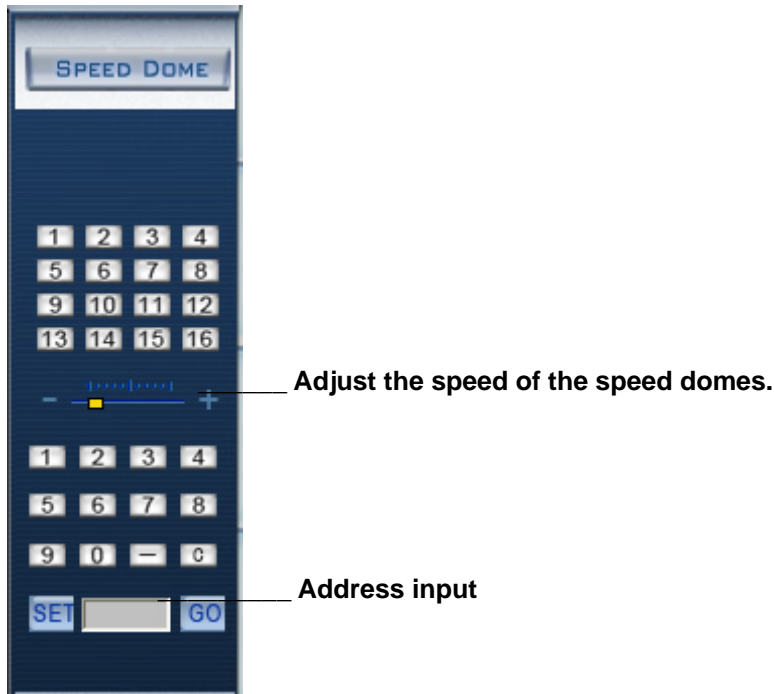 SPEED DOME
1 2 3 4
5 6 7 8
9 10 11 12
13 14 15 16
- + Adjust the speed of the speed domes.
1 2 3 4
5 6 7 8
9 0 — C
Address input
SET GO